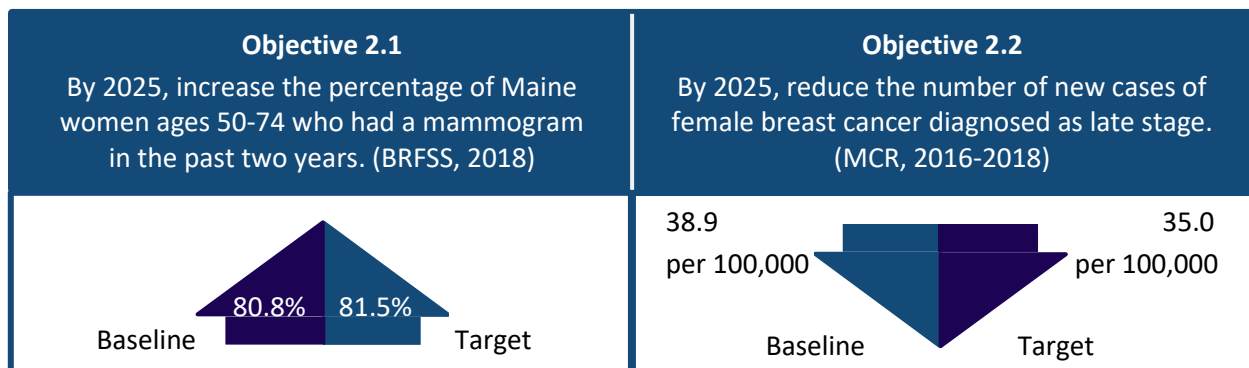 Objective 2.1
By 2025, increase the percentage of Maine
women ages 50-74 who had a mammogram
in the past two years. (BRFSS, 2018)
Objective 2.2
By 2025, reduce the number of new cases of
female breast cancer diagnosed as late stage.
(MCR, 2016-2018)
80.8% 81.5%
Baseline Target
38.9 35.0
per 100,000 per 100,000
Baseline Target